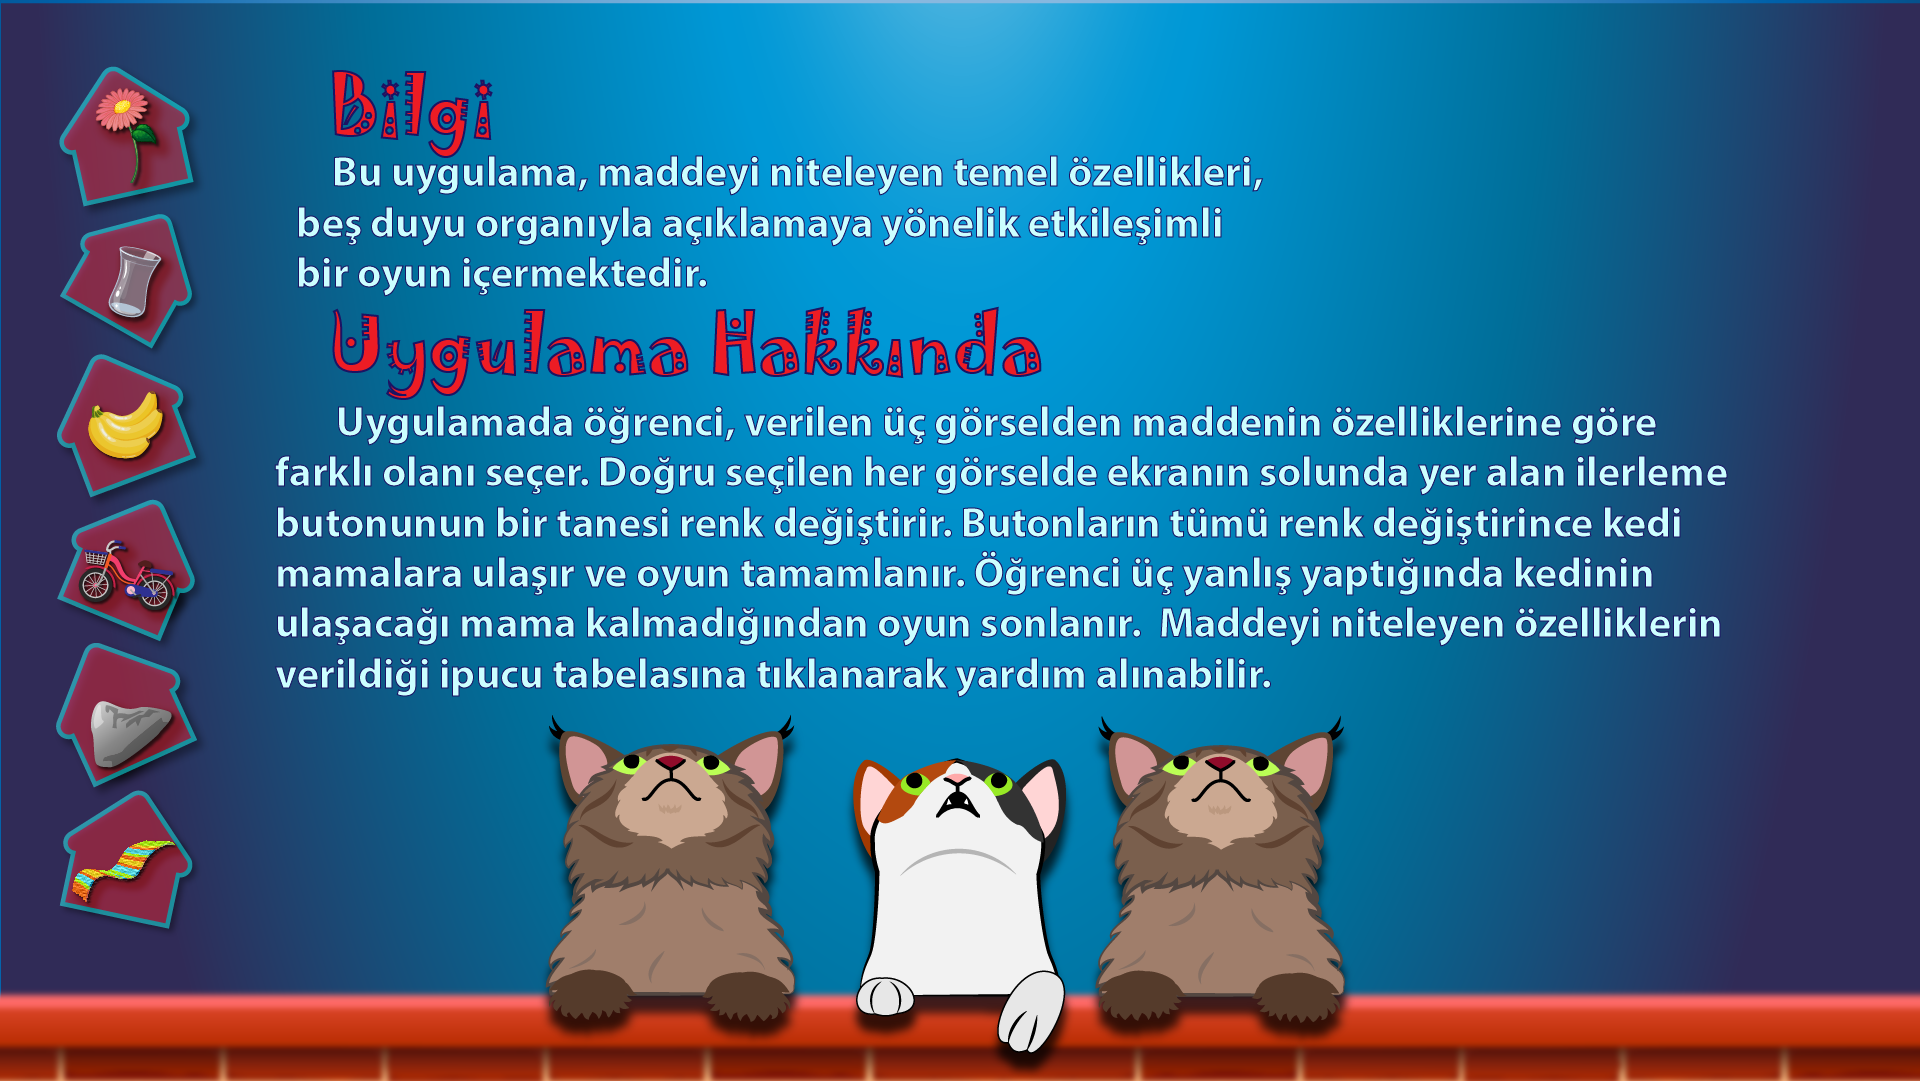 Bilgi
Bu uygulama, maddeyi niteleyen temel özellikleri,
beş duyu organıyla açıklamaya yönelik etkileşimli
bir oyun içermektedir.
Uygulama Hakkında
Uygulamada öğrenci, verilen üç görselden maddenin özelliklerine göre
farklı olanı seçer. Doğru seçilen her görselde ekranın solunda yer alan ilerleme
butonunun bir tanesi renk değiştirir. Butonların tümü renk değiştirince kedi
mamalara ulaşır ve oyun tamamlanır. Öğrenci üç yanlış yaptığında kedinin
ulaşacağı mama kalmadığından oyun sonlanır. Maddeyi niteleyen özelliklerin
verildiği ipucu tabelasına tıklanarak yardım alınabilir.